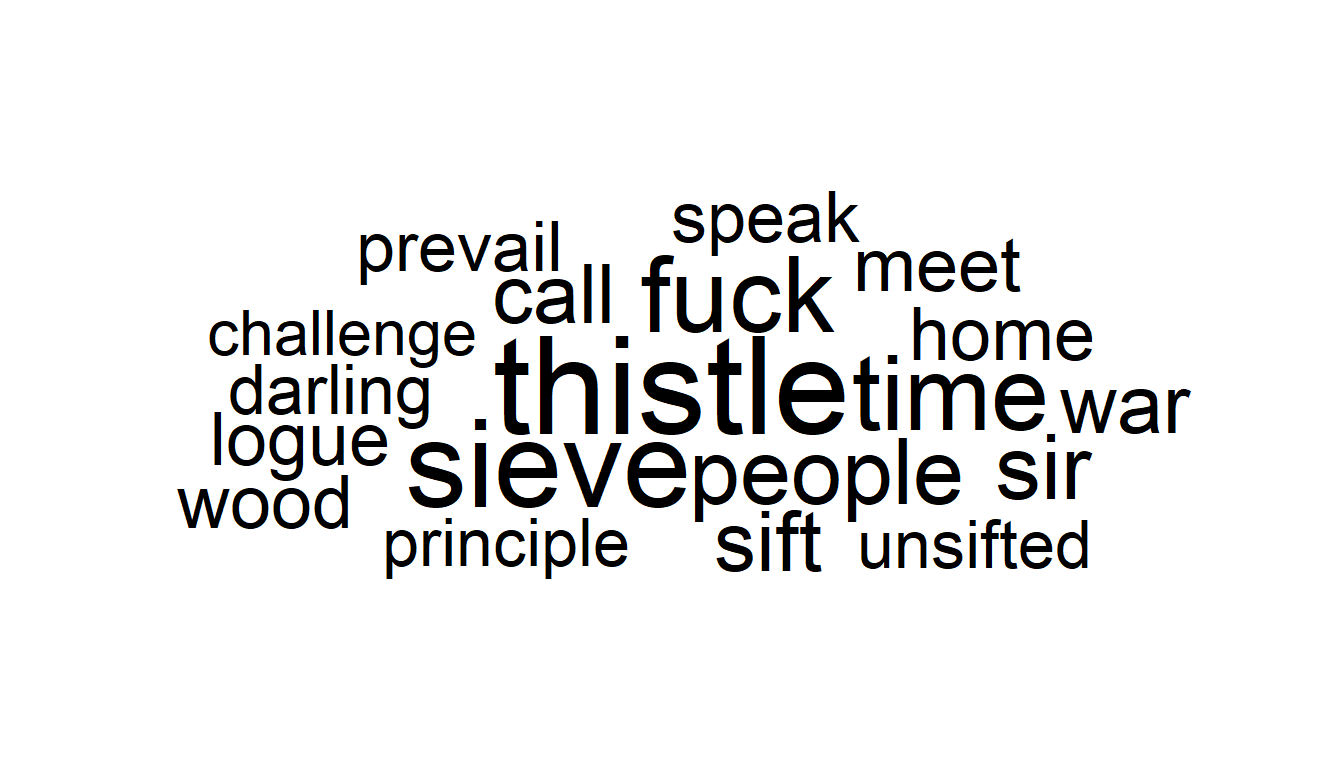 speak
prevail
meet
call
fuck
challenge
home
thistle
darling
time
war
logue
sieve
people
sir
wood
principle
sift
unsifted